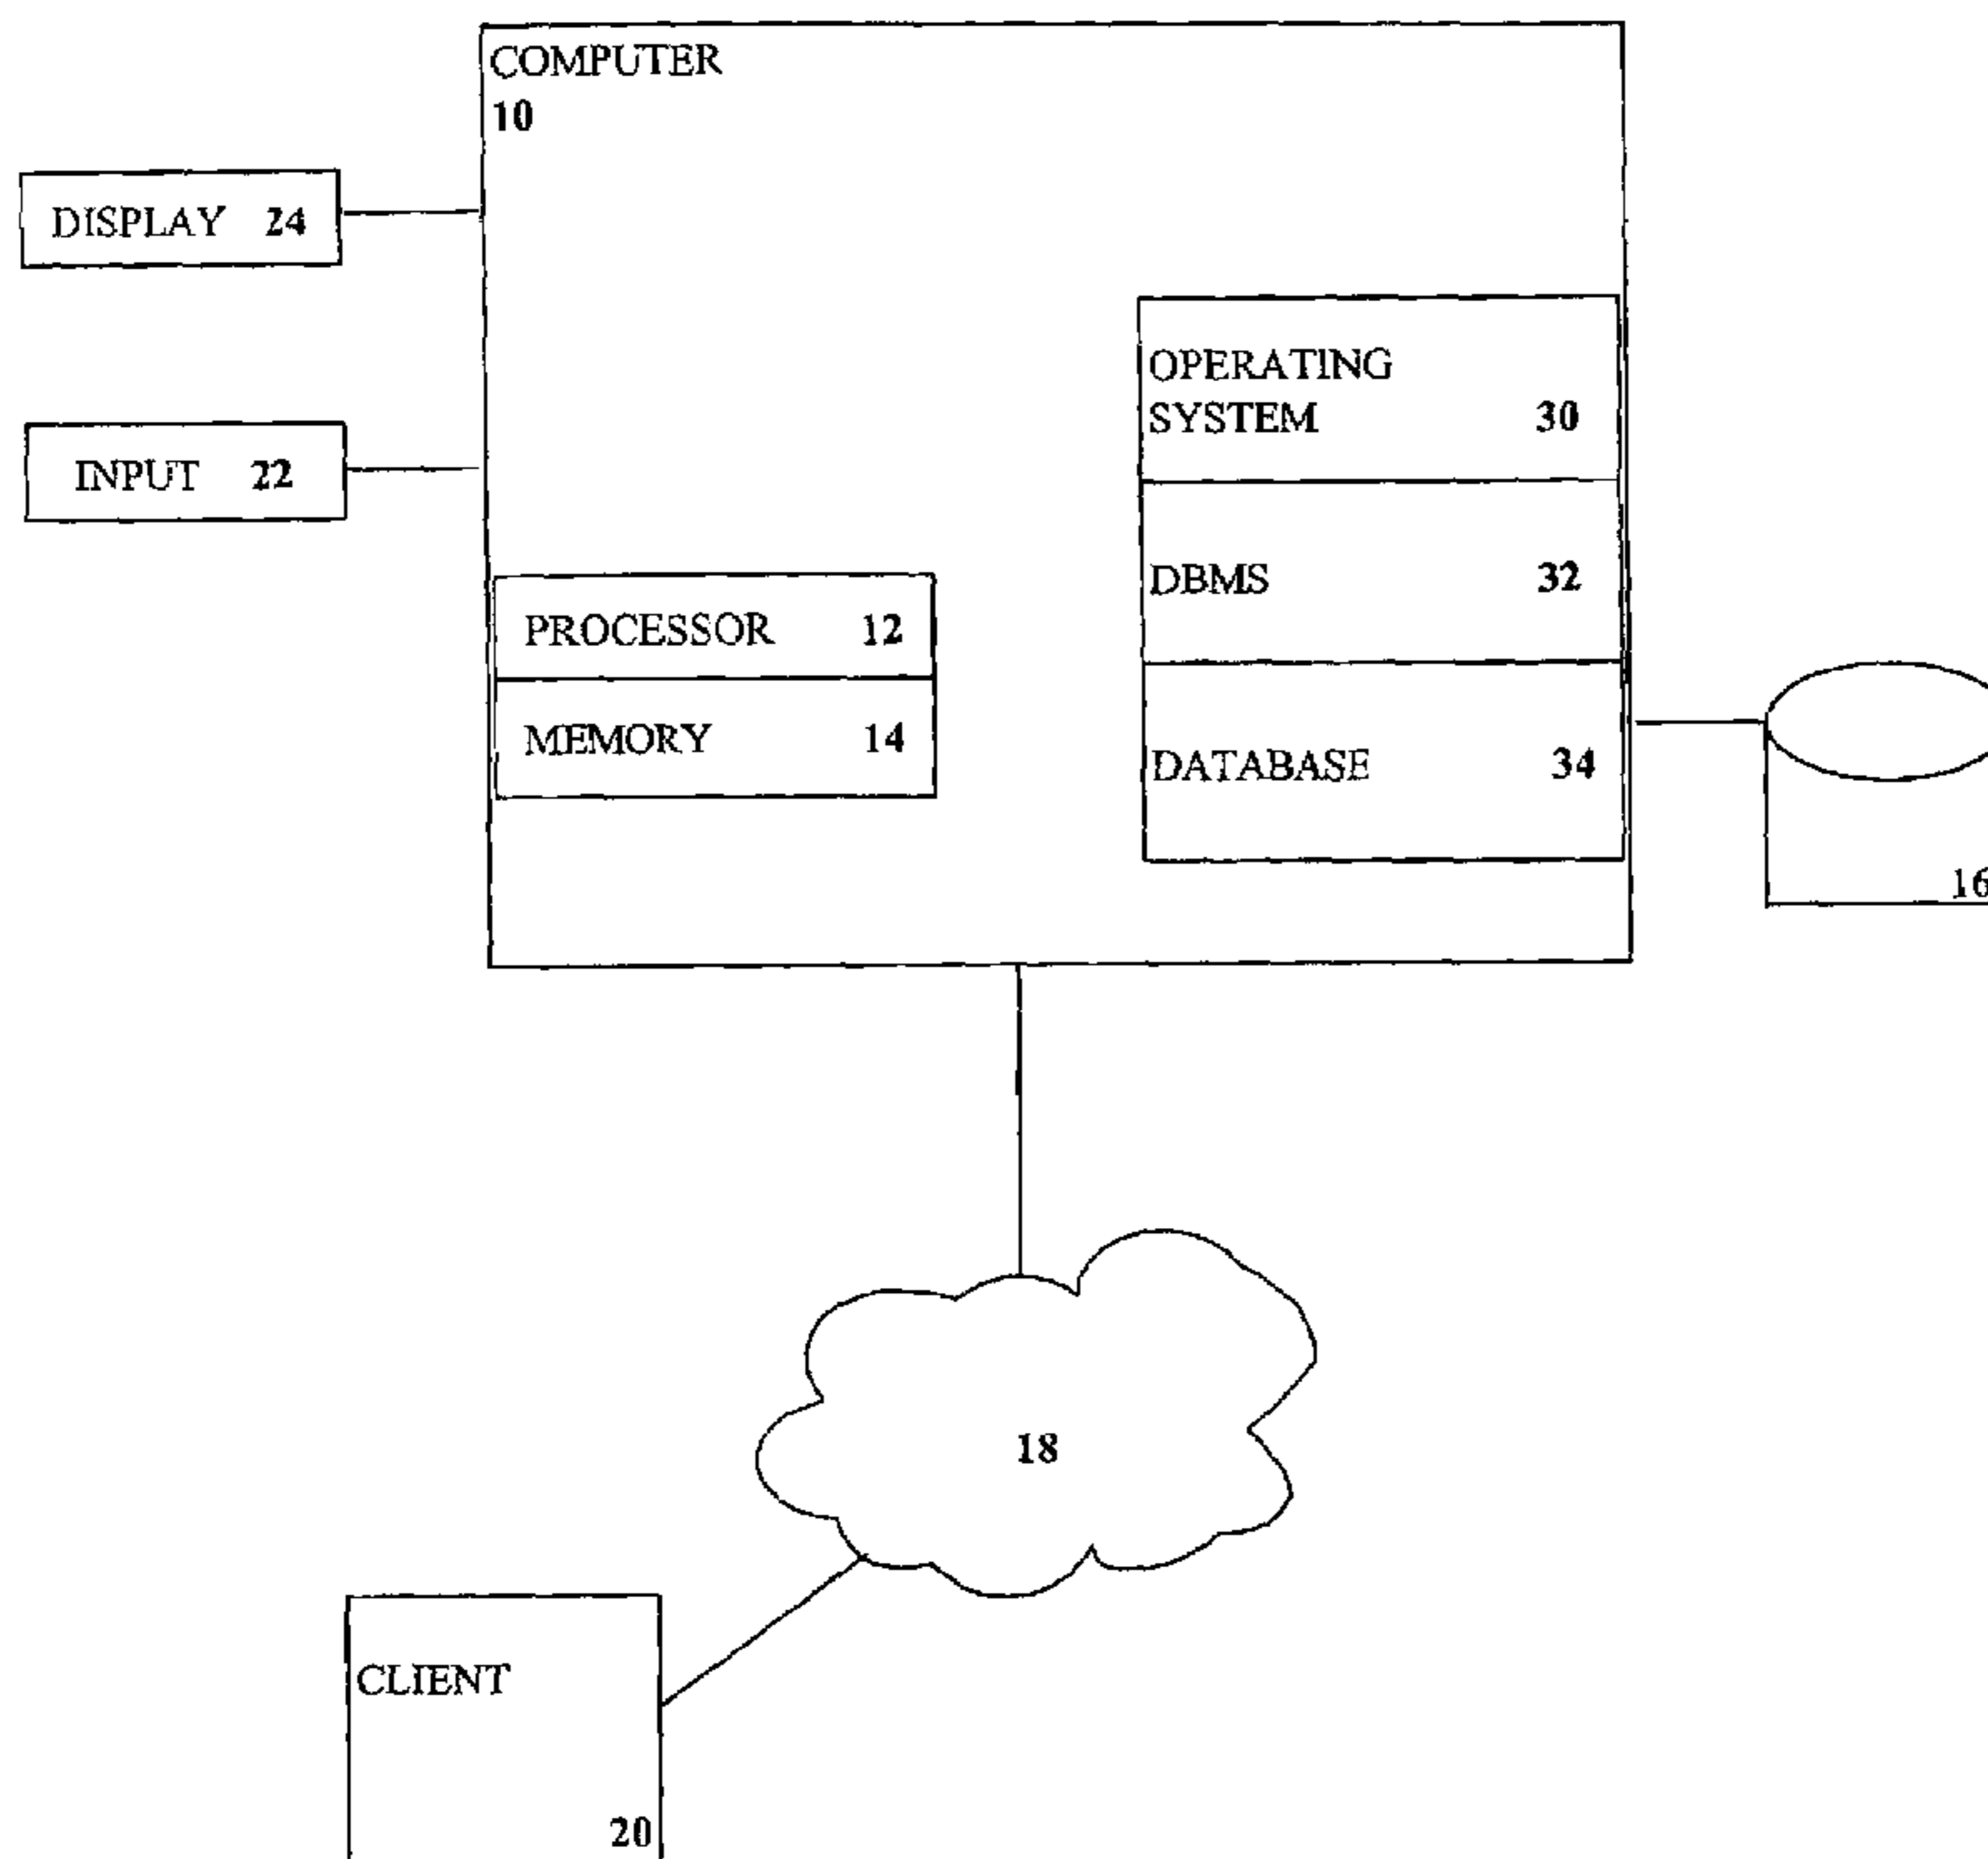 COMPUTER
10
DISPLAY 24
INPUT 22
OPERATING
SYSTEM 30
DBMS 32
DATABASE 34
PROCESSOR 12
MEMORY 14
16
18
CLIENT
20